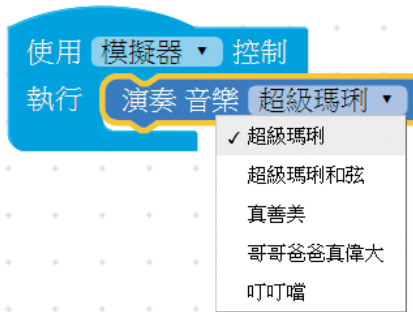 使用 模擬器 ▾ 控制
執行 演奏 音樂 超級瑪琍 ▾
✓ 超級瑪琍
超級瑪琍和弦
真善美
哥哥爸爸真偉大
叮叮噹